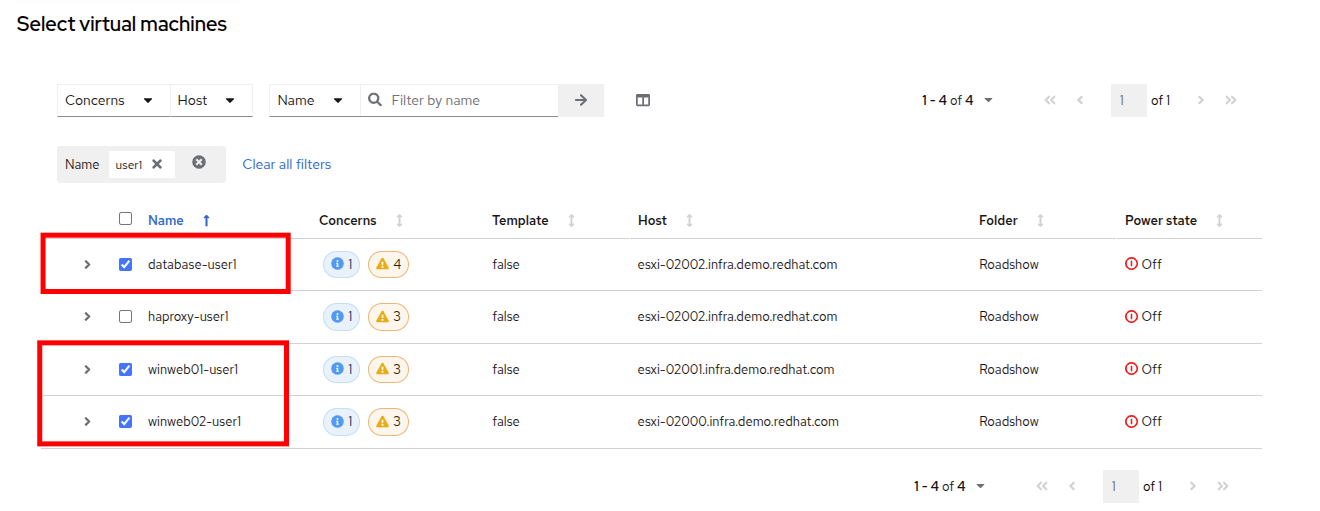 Select virtual machines
Concerns Host Name Filter by name 1 - 4 of 4 1 of 1
Name user1 Clear all filters
Name Concerns Template Host Folder Power state
database-user1 1 4 false esxi-02002.infra.demo.redhat.com Roadshow Off
haproxy-user1 1 3 false esxi-02002.infra.demo.redhat.com Roadshow Off
winweb01-user1 1 3 false esxi-02001.infra.demo.redhat.com Roadshow Off
winweb02-user1 1 3 false esxi-02000.infra.demo.redhat.com Roadshow Off
1 - 4 of 4 1 of 1